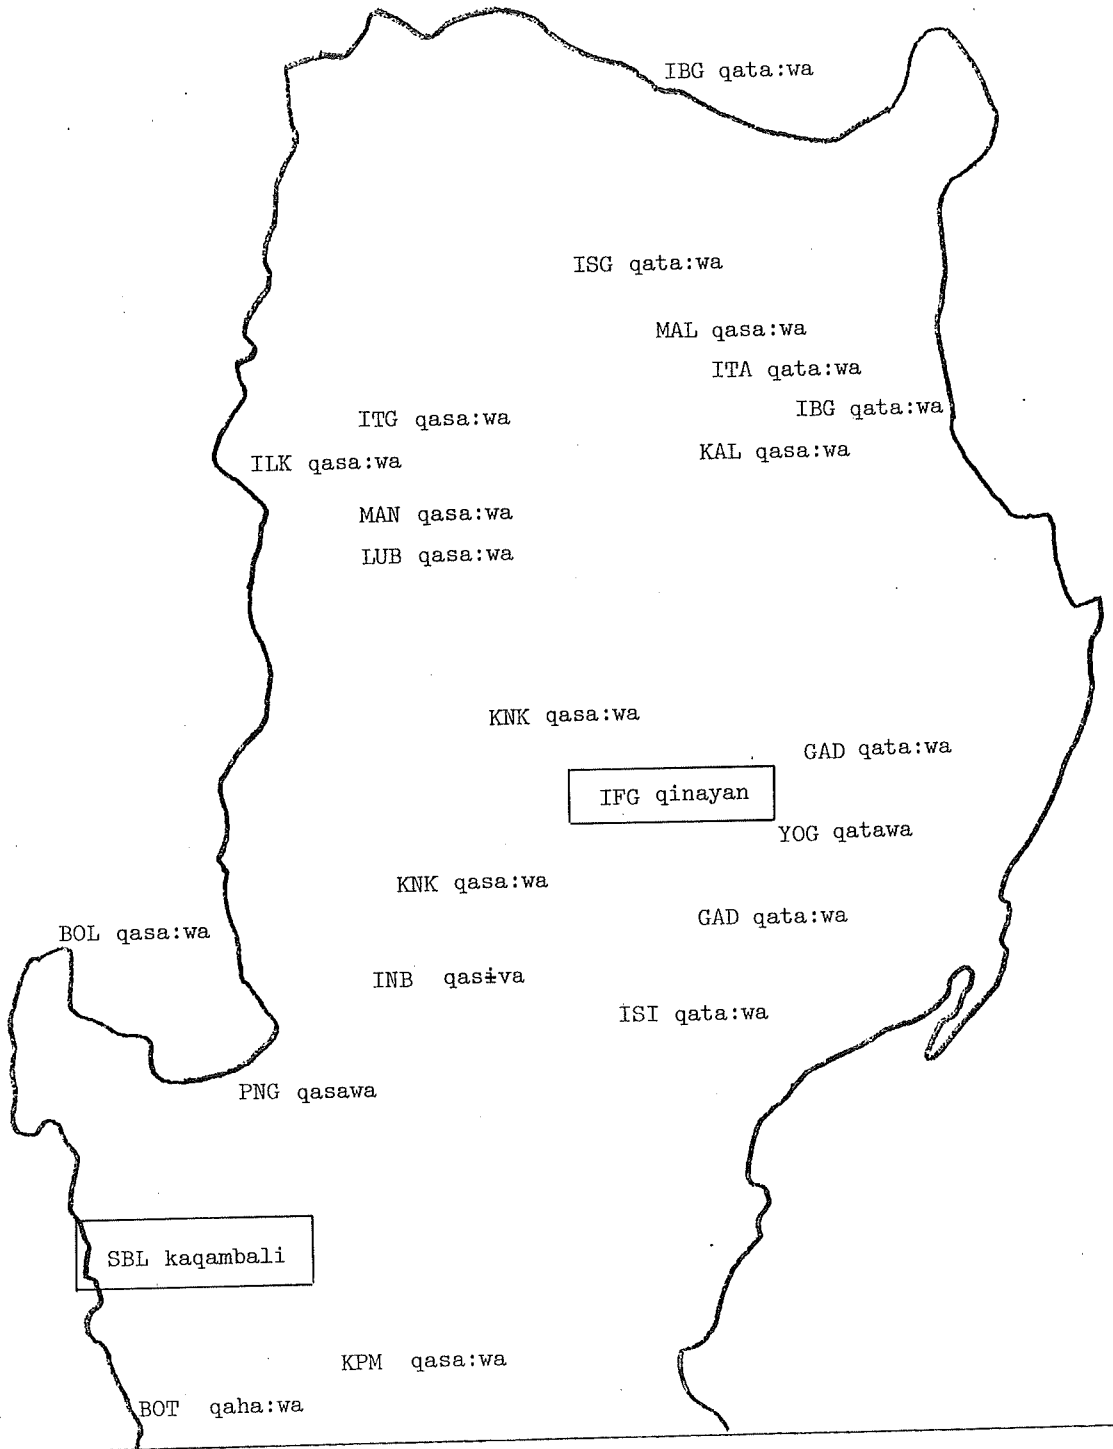 IBG qata:wa
ISG qata:wa
MAL qasa:wa
ITA qata:wa
IBG qata:wa
ITG qasa:wa
KAL qasa:wa
ILK qasa:wa
MAN qasa:wa
LUB qasa:wa
KNK qasa:wa
GAD qata:wa
IFG qinayan
YOG qatawa
KNK qasa:wa
GAD qata:wa
BOL qasa:wa
INB qasɨva
ISI qata:wa
PNG qasawa
SBL kaqambali
KPM qasa:wa
BOT qaha:wa